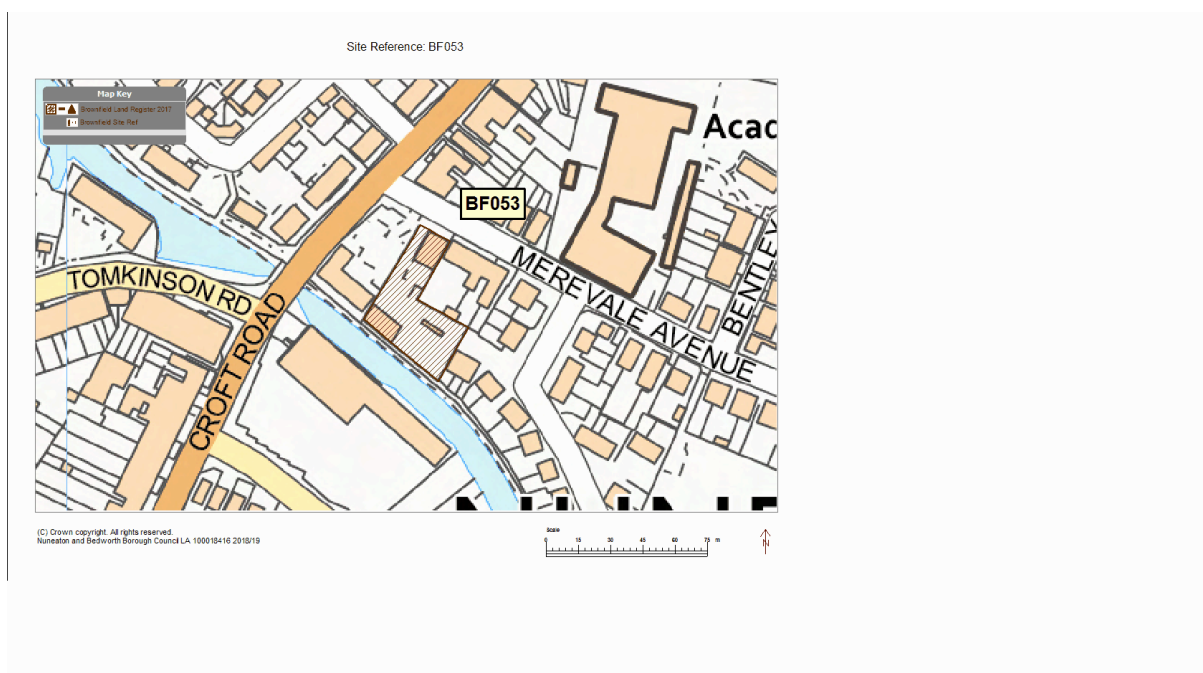 Site Reference: BF053
Map Key
Brownfield Land Register 2017
Brownfield Site Ref
Acac
BF053
MEREVALE AVENUE
TOMKINSON RD
CROFT ROAD
(C) Crown copyright. All rights reserved.
Nuneaton and Bedworth Borough Council LA 100018416 2018/19
Scale
0 15 30 45 60 75 m
N